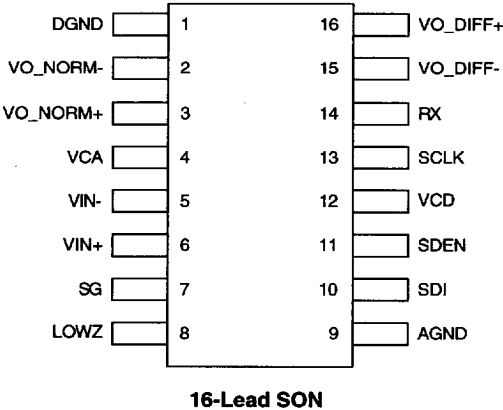 DGND 1 16 VO_DIFF+
VO_NORM- 2 15 VO_DIFF-
VO_NORM+ 3 14 RX
VCA 4 13 SCLK
VIN- 5 12 VCD
VIN+ 6 11 SDEN
SG 7 10 SDI
LOWZ 8 9 AGND
16-Lead SON